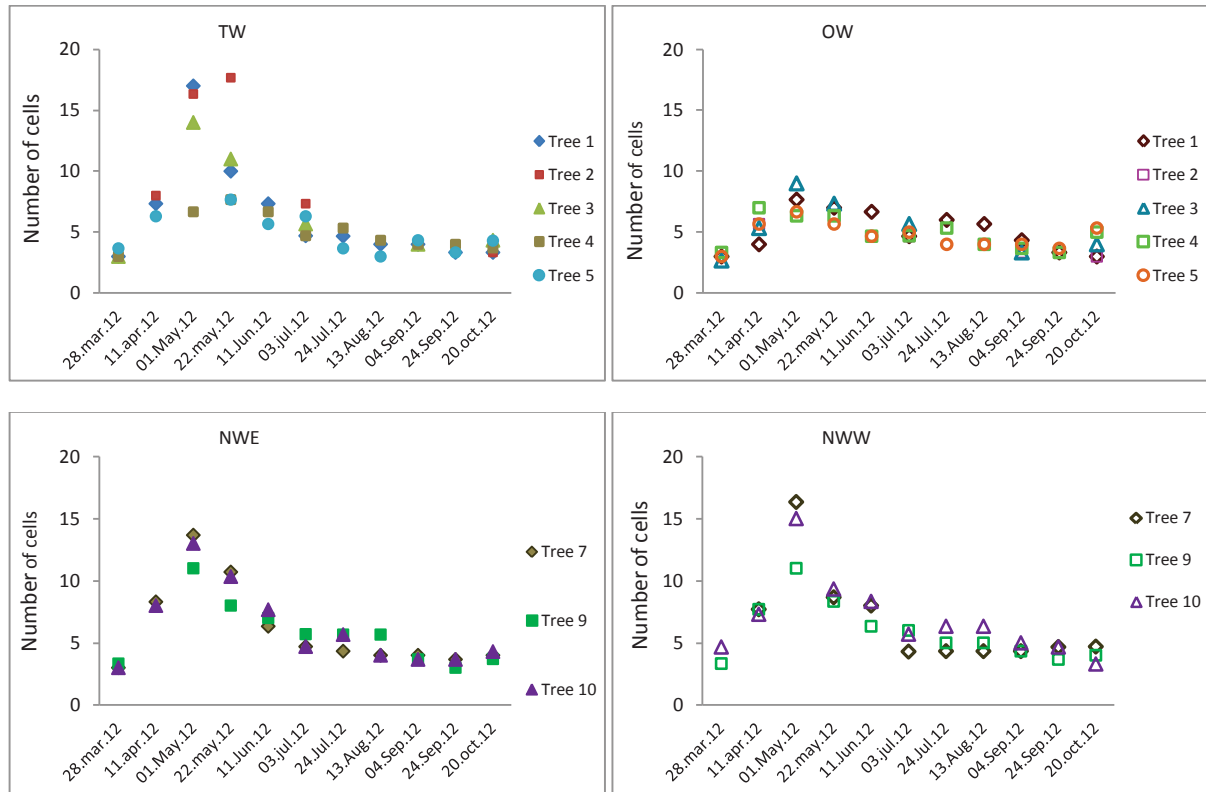 TW
Number of cells
20
15
10
5
0
28.mar.12
11.apr.12
01.May.12
22.may.12
11.Jun.12
03.jul.12
24.Jul.12
13.Aug.12
04.Sep.12
24.Sep.12
20.oct.12
Tree 1
Tree 2
Tree 3
Tree 4
Tree 5
OW
Number of cells
20
15
10
5
0
28.mar.12
11.apr.12
01.May.12
22.may.12
11.Jun.12
03.jul.12
24.Jul.12
13.Aug.12
04.Sep.12
24.Sep.12
20.oct.12
Tree 1
Tree 2
Tree 3
Tree 4
Tree 5
NWE
Number of cells
20
15
10
5
0
28.mar.12
11.apr.12
01.May.12
22.may.12
11.Jun.12
03.jul.12
24.Jul.12
13.Aug.12
04.Sep.12
24.Sep.12
20.oct.12
Tree 7
Tree 9
Tree 10
NWW
Number of cells
20
15
10
5
0
28.mar.12
11.apr.12
01.May.12
22.may.12
11.Jun.12
03.jul.12
24.Jul.12
13.Aug.12
04.Sep.12
24.Sep.12
20.oct.12
Tree 7
Tree 9
Tree 10